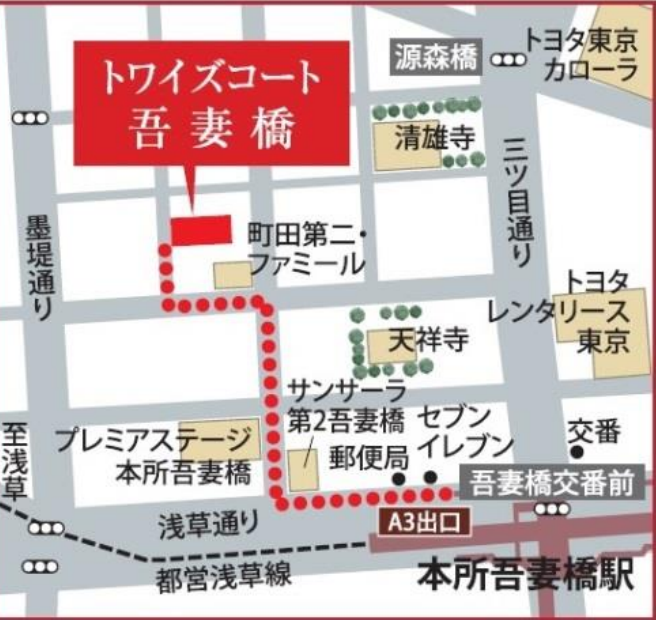 トワイズコート
吾妻橋
源森橋
トヨタ東京
カローラ
清雄寺
三ツ目通り
墨堤通り
町田第二・
ファミール
トヨタ
レンタリース
東京
天祥寺
サンサーラ
第2吾妻橋
セブン
イレブン
郵便局
交番
至浅草
プレミアステージ
本所吾妻橋
吾妻橋交番前
A3出口
浅草通り
都営浅草線
本所吾妻橋駅